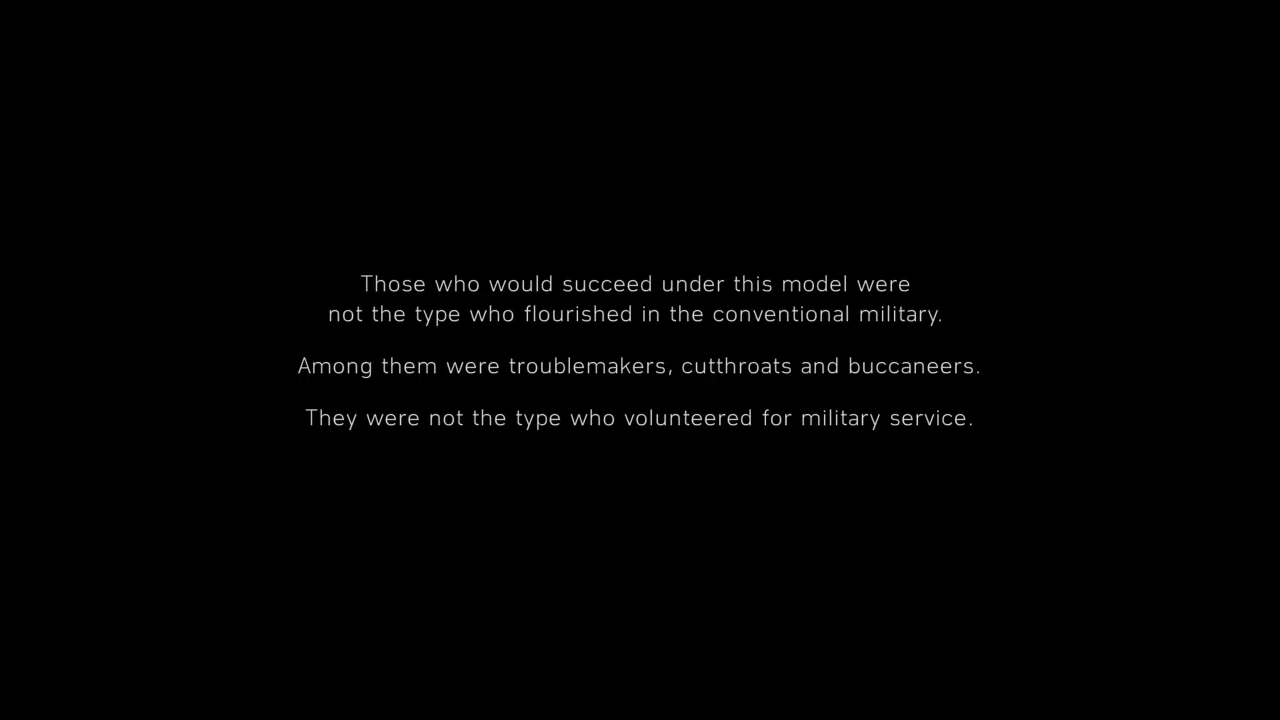 Those who would succeed under this model were
not the type who flourished in the conventional military.
Among them were troublemakers, cutthroats and buccaneers.
They were not the type who volunteered for military service.